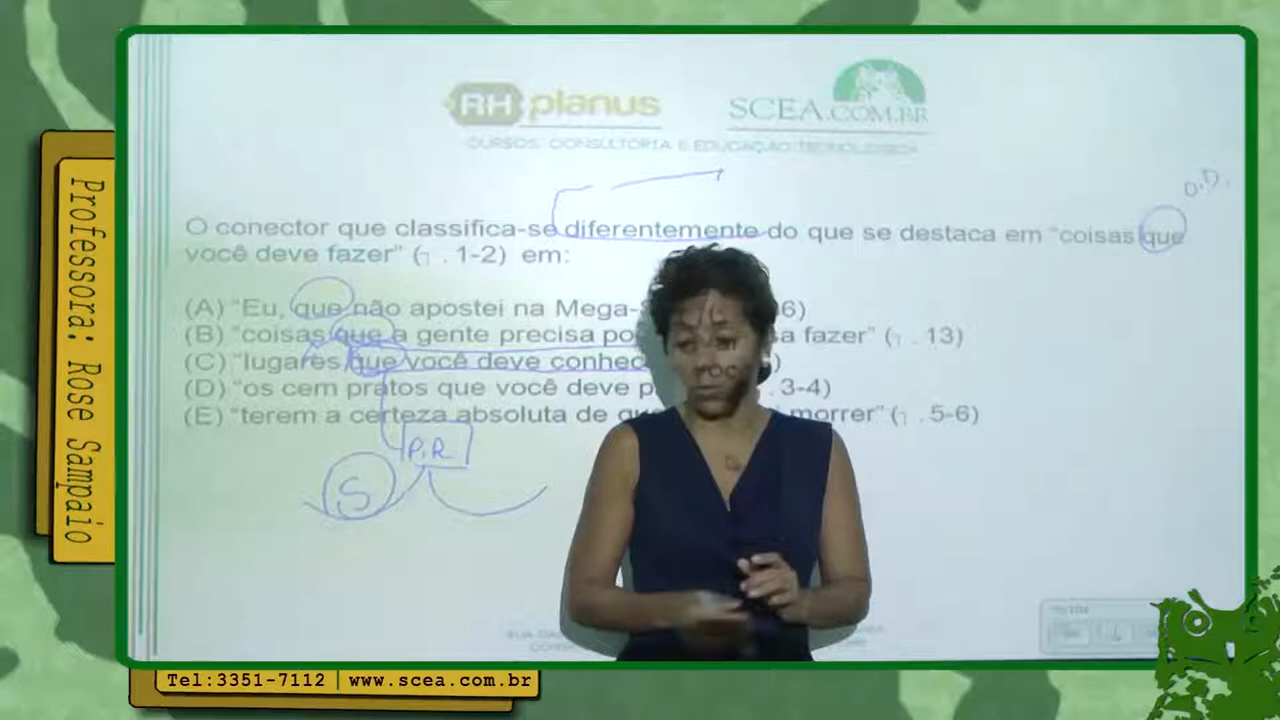 RH planus
SCEA.COM.BR
CURSOS, CONSULTORIA E EDUCAÇÃO TECNOLÓGICA
O.D.
O conector que classifica-se diferentemente do que se destaca em “coisas que
você deve fazer” ( . 1-2) em:
(A) “Eu, que não apostei na Mega- 6)
(B) “coisas que a gente precisa a fazer” ( . 13)
(C) “lugares que você deve )
(D) “os cem pratos que você deve . 3-4)
(E) “terem a certeza absoluta de morrer” ( . 5-6)
P.R
S
Professora: Rose Sampaio
Tel:3351-7112 | www.scea.com.br